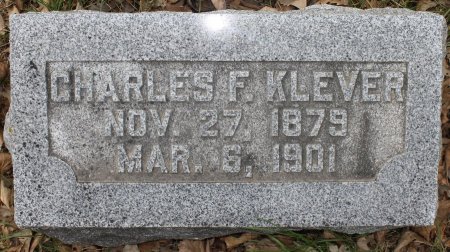 CHARLES F. KLEVER
NOV. 27, 1879
MAR. 6, 1901